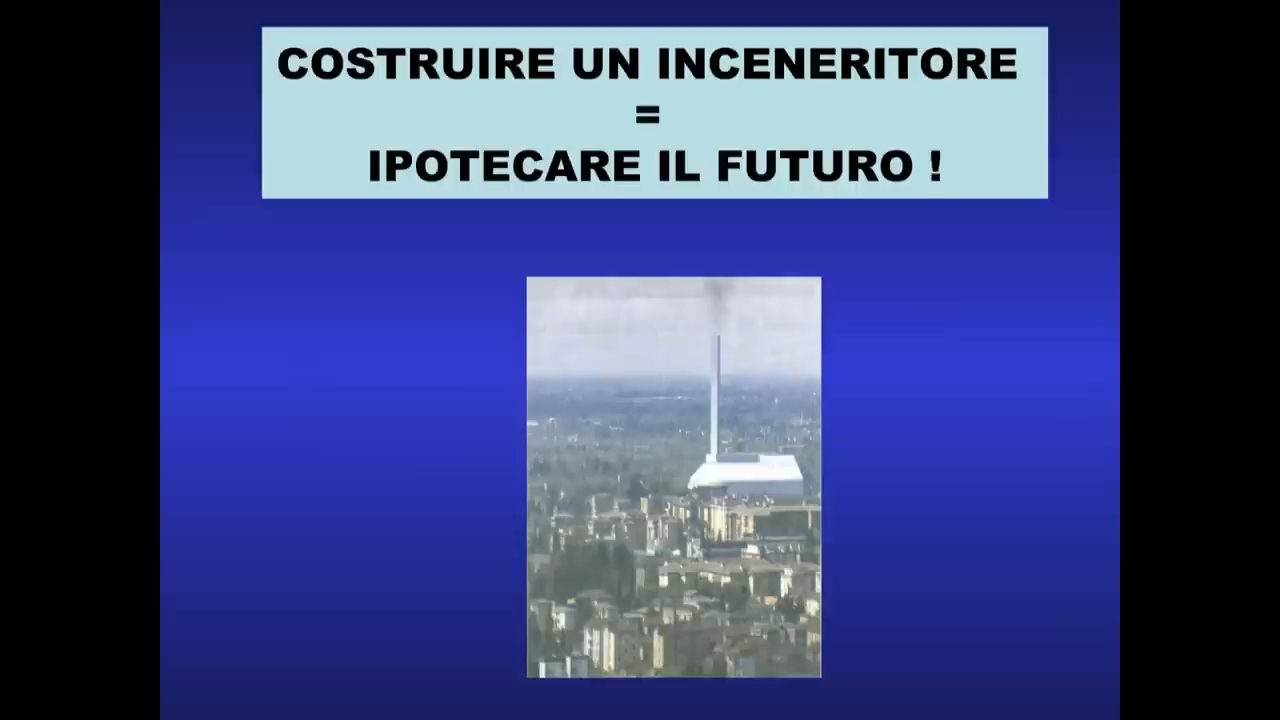 COSTRUIRE UN INCENERITORE
=
IPOTECARE IL FUTURO !